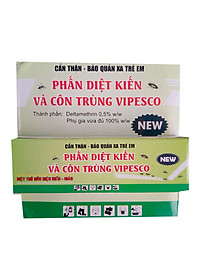 CẨN THẬN - BẢO QUẢN XA TRẺ EM
PHẤN DIỆT KIẾN
VÀ CÔN TRÙNG VIPESCO
Thành phần: Deltamethrin 0,5% w/w
Phụ gia vừa đủ 100% w/w
NEW
CẨN THẬN - BẢO QUẢN XA TRẺ EM
PHẤN DIỆT KIẾN
VÀ CÔN TRÙNG VIPESCO
NEW